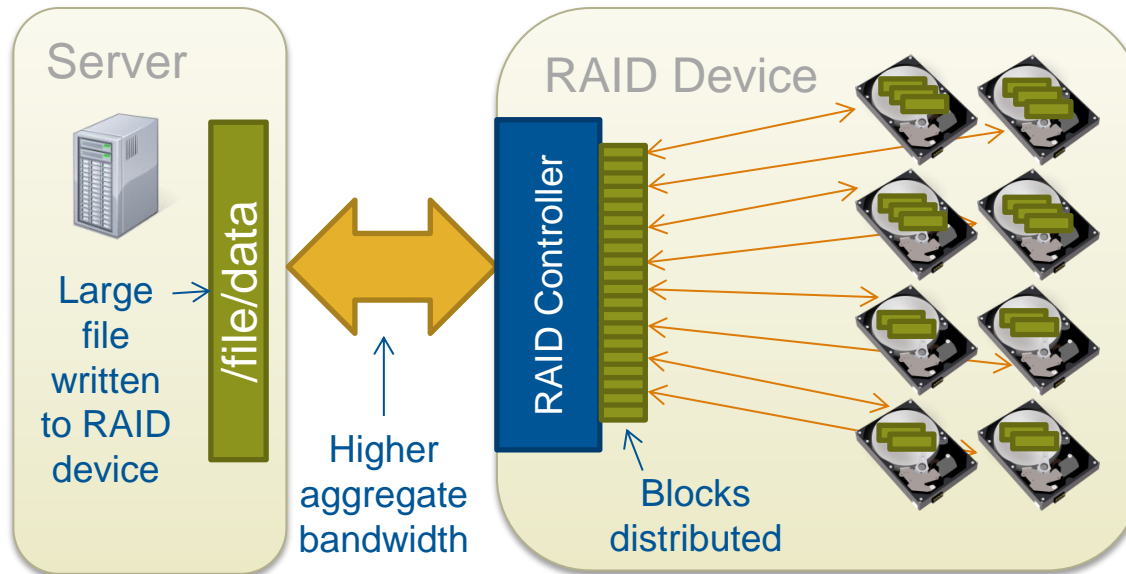 Server
/file/data
Large
file
written
to RAID
device
Higher
aggregate
bandwidth
RAID Device
RAID Controller
Blocks
distributed